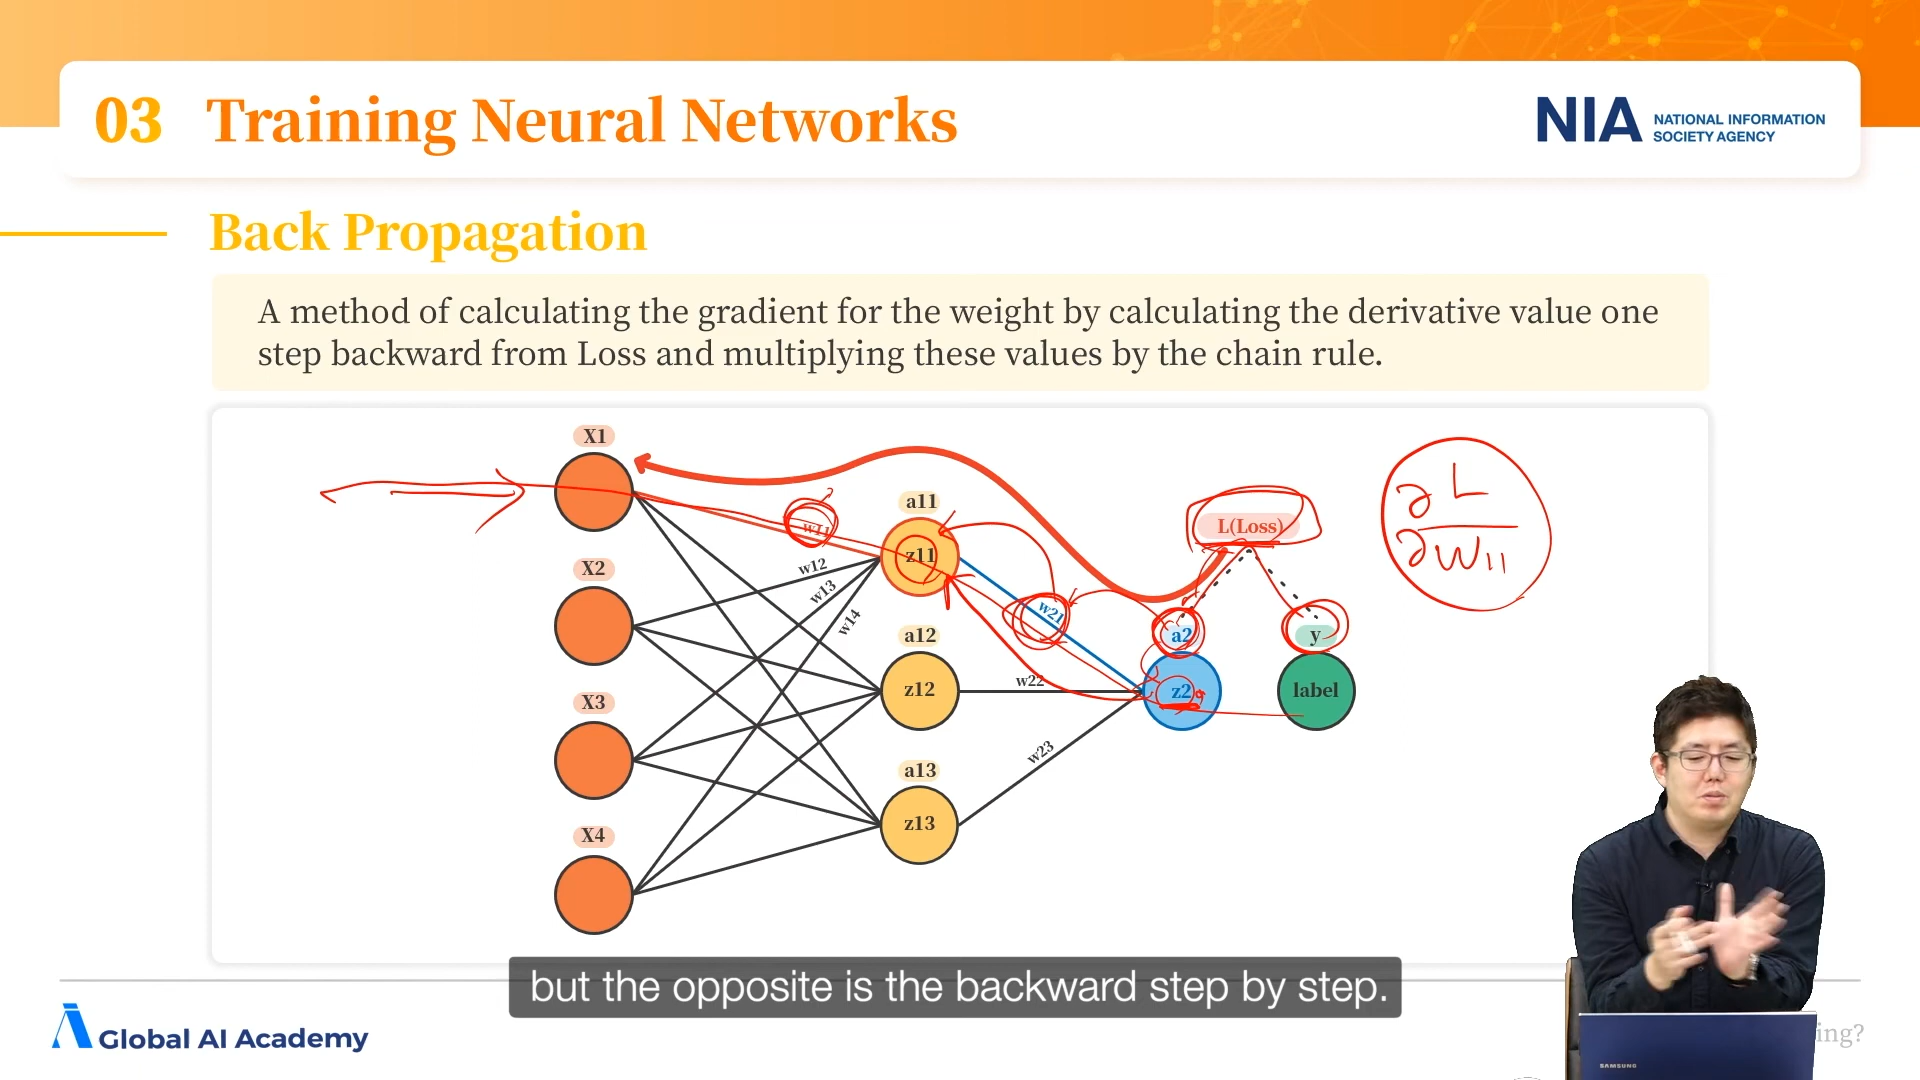 03 Training Neural Networks
NIA NATIONAL INFORMATION
SOCIETY AGENCY
Back Propagation
A method of calculating the gradient for the weight by calculating the derivative value one
step backward from Loss and multiplying these values by the chain rule.
X1
X2
X3
X4
w11
w12
w13
w14
a11
z11
a12
z12
a13
z13
w21
w22
w23
L(Loss)
a2
z2
y
label
∂L
∂w11
but the opposite is the backward step by step.
Global AI Academy
ing?
SAMSUNG